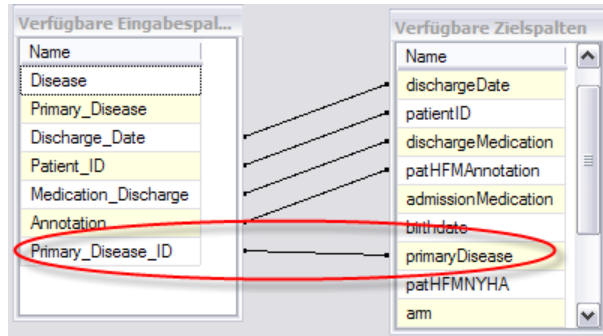 Verfügbare Eingabespal...
Name
Disease
Primary_Disease
Discharge_Date
Patient_ID
Medication_Discharge
Annotation
Primary_Disease_ID
Verfügbare Zielspalten
Name
dischargeDate
patientID
dischargeMedication
patHFMAnnotation
admissionMedication
birthdate
primaryDisease
patHFMNYHA
arm